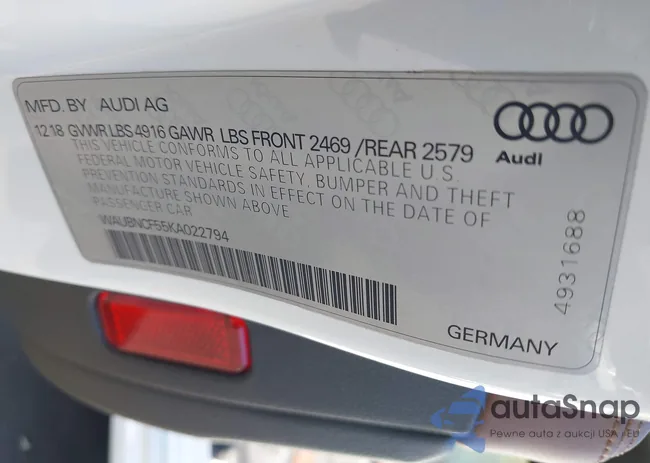 MFD. BY AUDI AG
12.18 GVWR LBS 4916 GAWR LBS FRONT 2469 /REAR 2579
THIS VEHICLE CONFORMS TO ALL APPLICABLE U.S.
FEDERAL MOTOR VEHICLE SAFETY, BUMPER AND THEFT
PREVENTION STANDARDS IN EFFECT ON THE DATE OF
MANUFACTURE SHOWN ABOVE
PASSENGER CAR
WAUBNCF55KA022794
Audi
4931688
GERMANY
autaSnap
Pewne auta z aukcji USA i EU